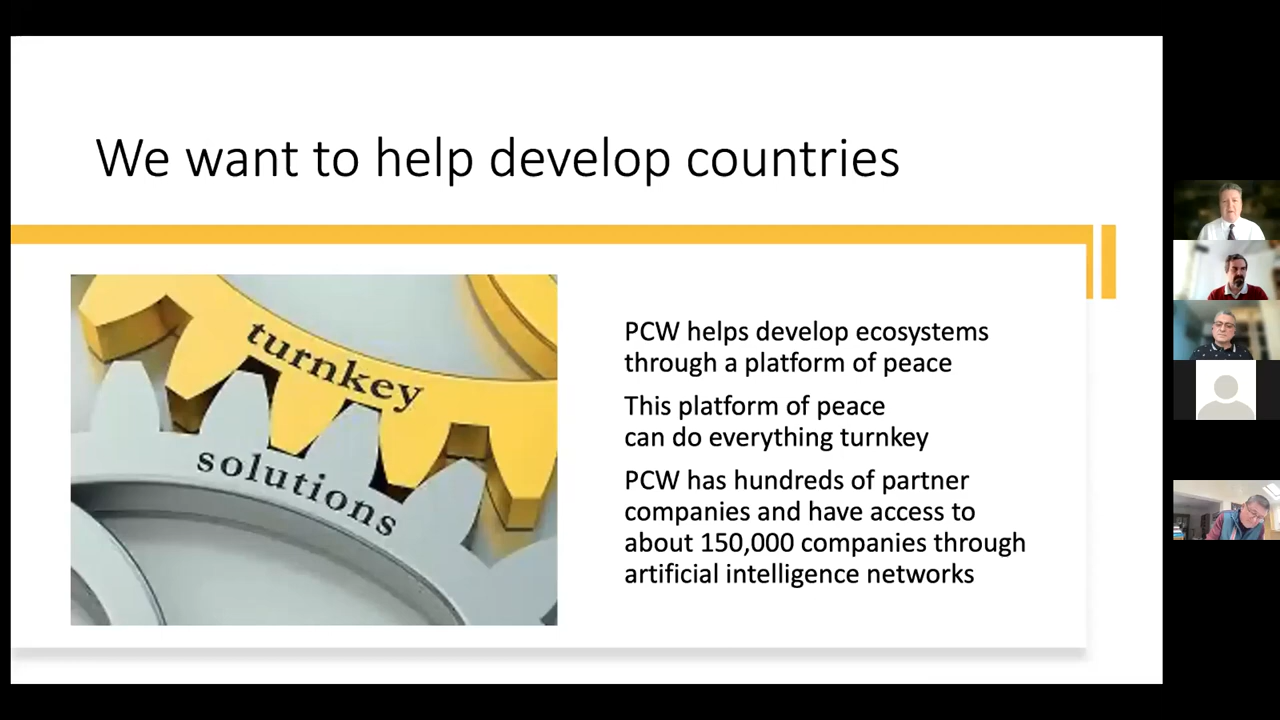 We want to help develop countries
turnkey
solutions
PCW helps develop ecosystems
through a platform of peace
This platform of peace
can do everything turnkey
PCW has hundreds of partner
companies and have access to
about 150,000 companies through
artificial intelligence networks